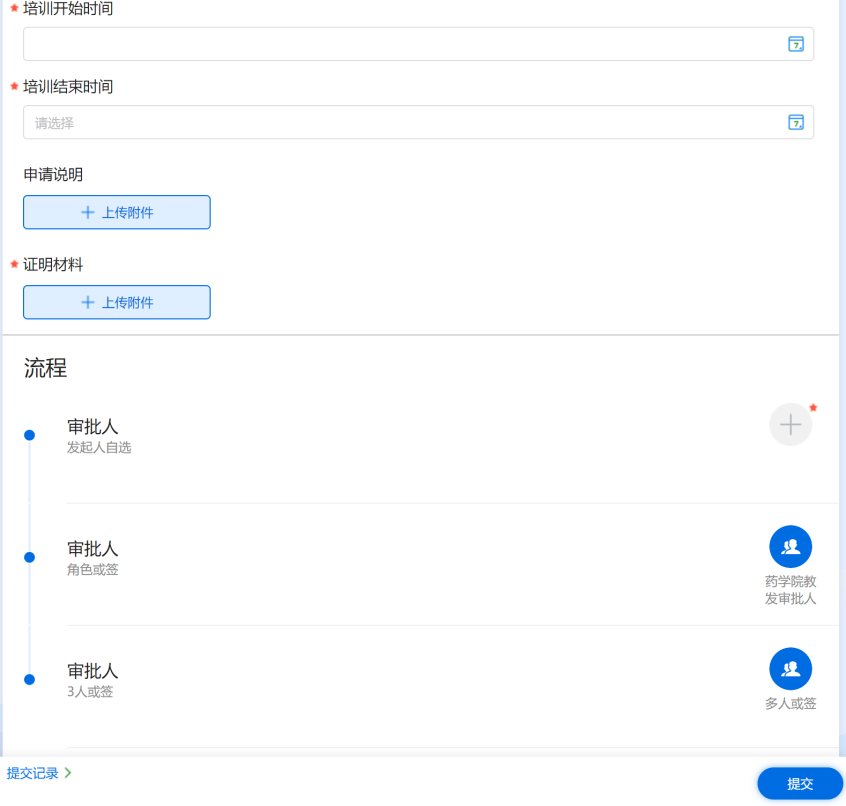 培训开始时间
培训结束时间
请选择
申请说明
上传附件
证明材料
上传附件
流程
审批人
发起人自选
审批人
角色或签
药学院教
发审批人
审批人
3人或签
多人或签
提交记录
提交